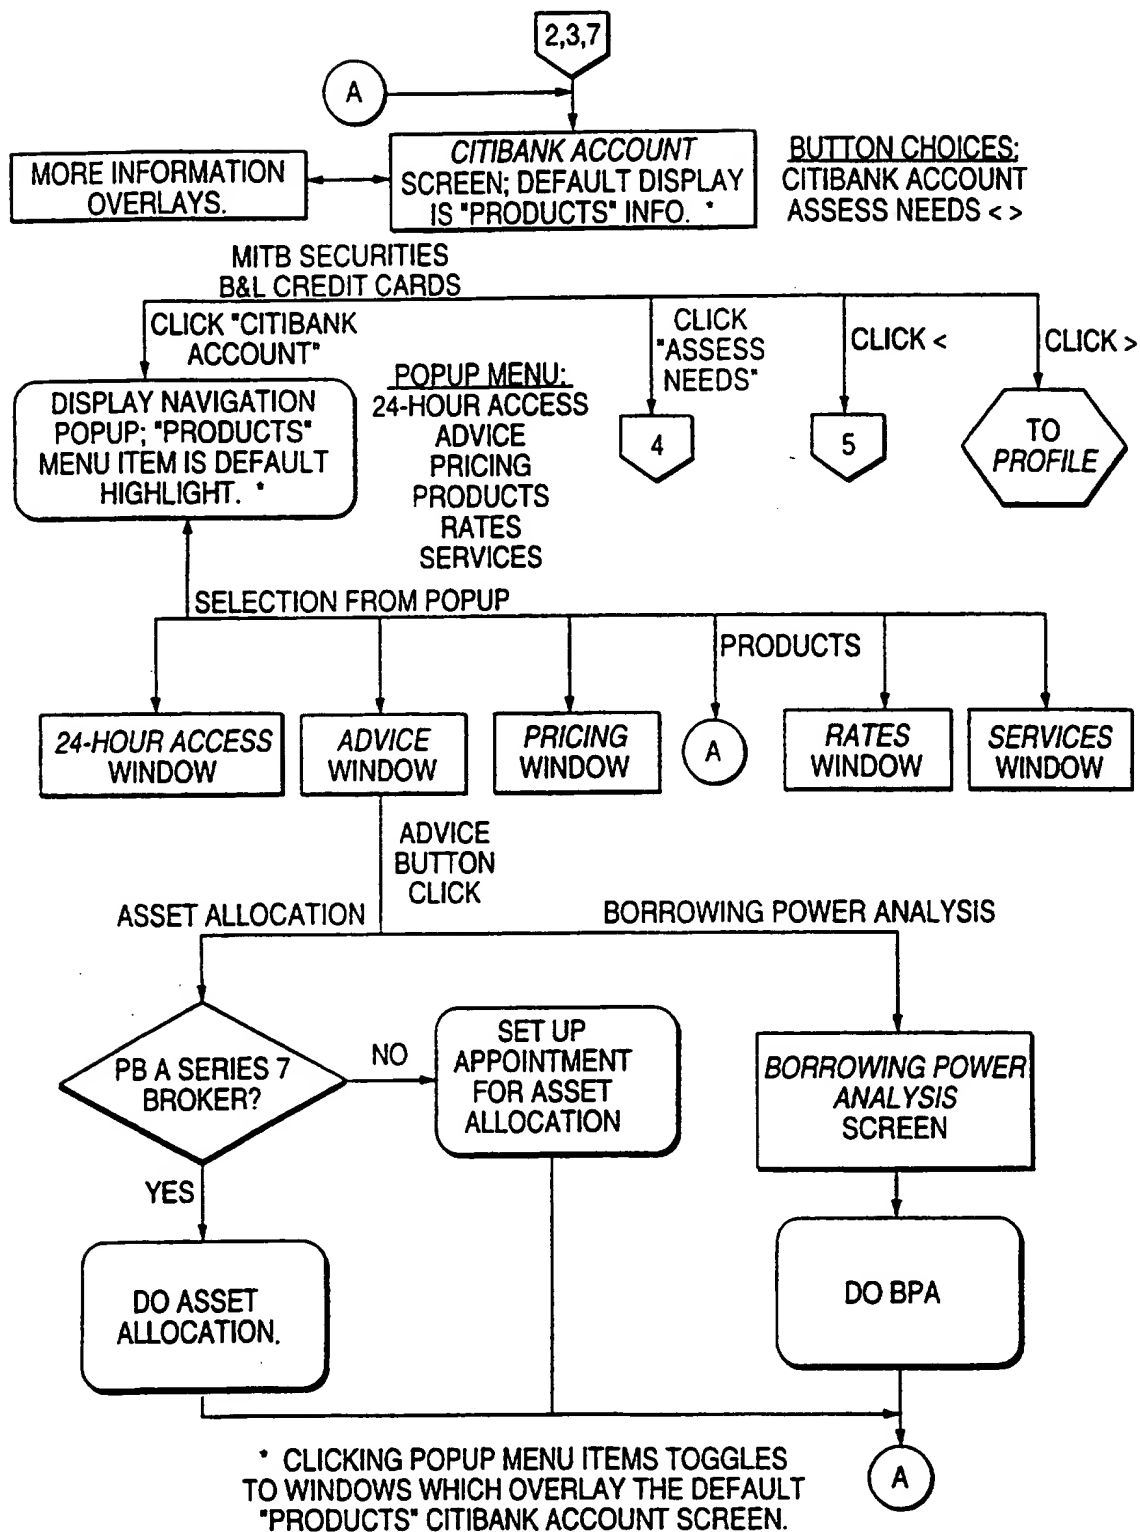 2,3,7
A
CITIBANK ACCOUNT
SCREEN; DEFAULT DISPLAY
IS "PRODUCTS" INFO. *
MORE INFORMATION
OVERLAYS.
BUTTON CHOICES:
CITIBANK ACCOUNT
ASSESS NEEDS < >
MITB SECURITIES
B&L CREDIT CARDS
CLICK "CITIBANK
ACCOUNT"
CLICK
"ASSESS
NEEDS"
CLICK <
CLICK >
DISPLAY NAVIGATION
POPUP; "PRODUCTS"
MENU ITEM IS DEFAULT
HIGHLIGHT. *
POPUP MENU:
24-HOUR ACCESS
ADVICE
PRICING
PRODUCTS
RATES
SERVICES
4
5
TO
PROFILE
SELECTION FROM POPUP
PRODUCTS
24-HOUR ACCESS
WINDOW
ADVICE
WINDOW
PRICING
WINDOW
A
RATES
WINDOW
SERVICES
WINDOW
ADVICE
BUTTON
CLICK
ASSET ALLOCATION
BORROWING POWER ANALYSIS
PB A SERIES 7
BROKER?
NO
SET UP
APPOINTMENT
FOR ASSET
ALLOCATION
BORROWING POWER
ANALYSIS
SCREEN
YES
DO ASSET
ALLOCATION.
DO BPA
A
* CLICKING POPUP MENU ITEMS TOGGLES
TO WINDOWS WHICH OVERLAY THE DEFAULT
"PRODUCTS" CITIBANK ACCOUNT SCREEN.